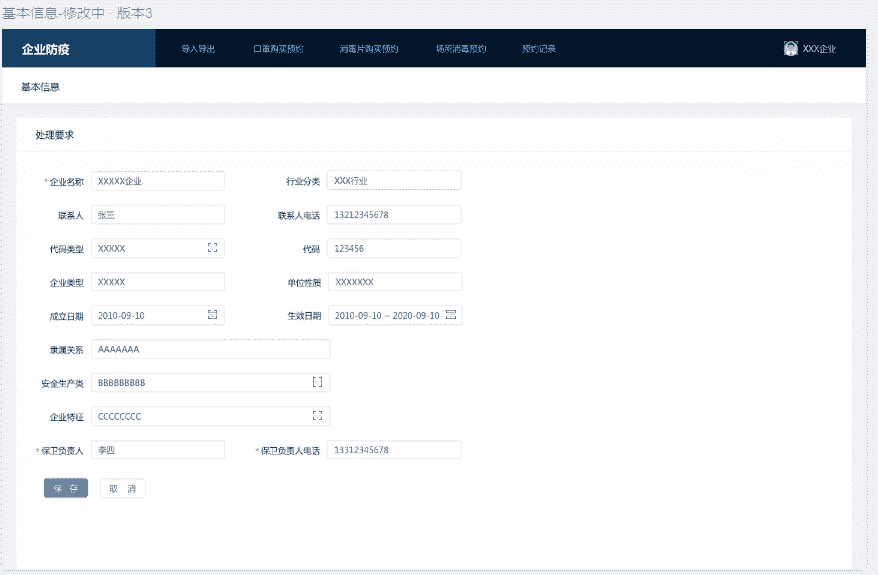 基本信息-修改中 · 版本3
企业防疫 导入导出 口罩购买预约 消毒片购买预约 场所消毒预约 预约记录 XXX企业
基本信息
处理要求
* 企业名称 XXXXX企业 行业分类 XXX行业
联系人 张三 联系人电话 13212345678
代码类型 XXXXX 代码 123456
企业类型 XXXXX 单位性质 XXXXXXX
成立日期 2010-09-10 生效日期 2010-09-10 ~ 2020-09-10
隶属关系 AAAAAAA
安全生产类 BBBBBBBBB
企业特征 CCCCCCCC
* 保卫负责人 李四 * 保卫负责人电话 13312345678
保 存 取 消